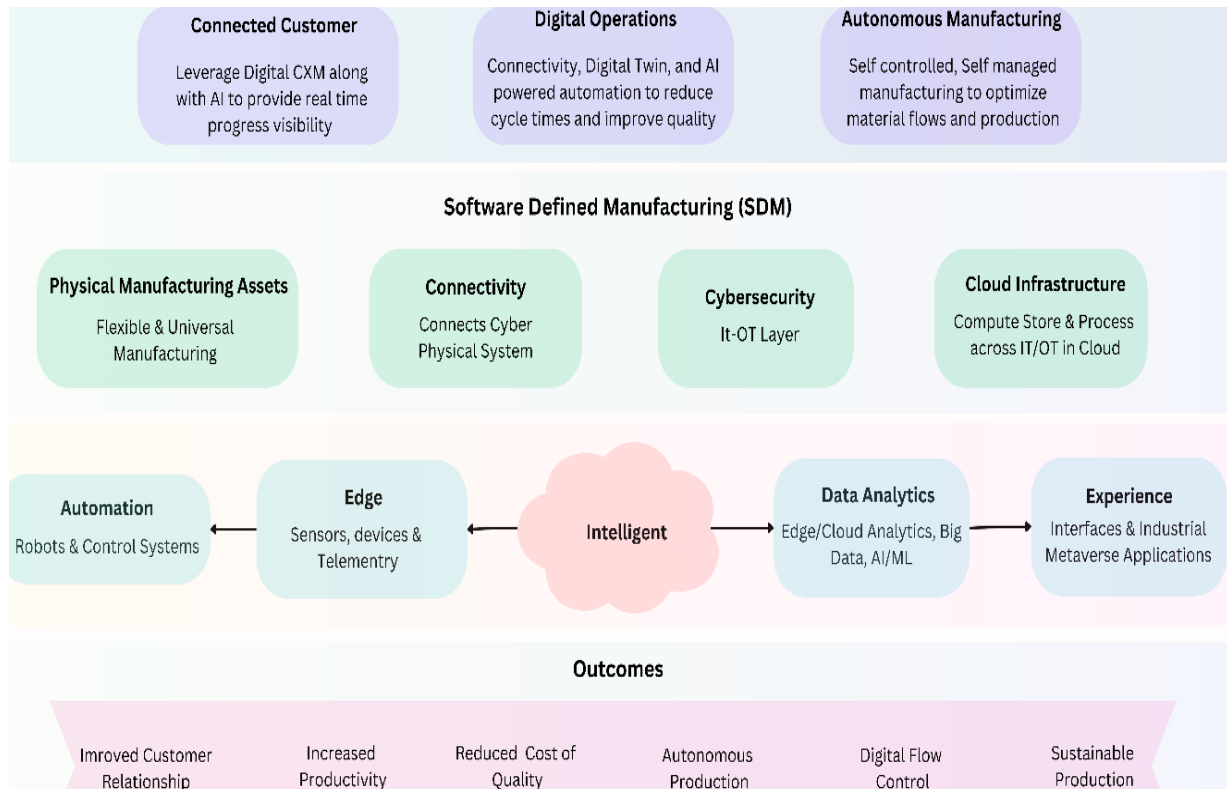 Connected Customer
Leverage Digital CXM along
with AI to provide real time
progress visibility
Digital Operations
Connectivity, Digital Twin, and AI
powered automation to reduce
cycle times and improve quality
Autonomous Manufacturing
Self controlled, Self managed
manufacturing to optimize
material flows and production
Software Defined Manufacturing (SDM)
Physical Manufacturing Assets
Flexible & Universal
Manufacturing
Connectivity
Connects Cyber
Physical System
Cybersecurity
It-OT Layer
Cloud Infrastructure
Compute Store & Process
across IT/OT in Cloud
Automation
Robots & Control Systems
Edge
Sensors, devices &
Telementry
Intelligent
Data Analytics
Edge/Cloud Analytics, Big
Data, AI/ML
Experience
Interfaces & Industrial
Metaverse Applications
Outcomes
Imroved Customer
Relationship
Increased
Productivity
Reduced Cost of
Quality
Autonomous
Production
Digital Flow
Control
Sustainable
Production